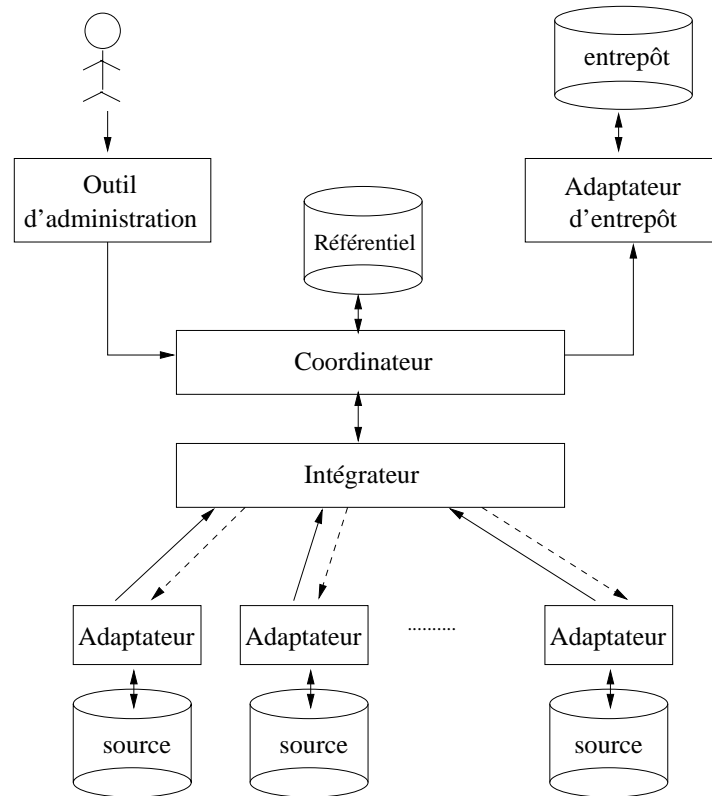 entrepôt
Outil
d'administration
Adaptateur
d'entrepôt
Référentiel
Coordinateur
Intégrateur
Adaptateur
Adaptateur
..........
Adaptateur
source
source
source